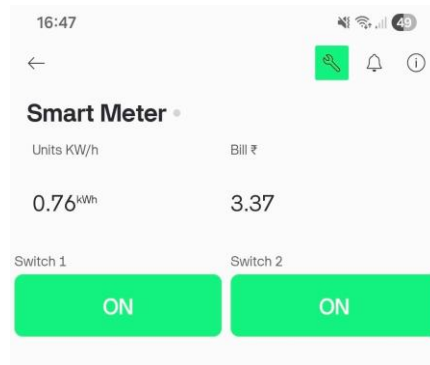 16:47 49
Smart Meter
Units KW/h Bill ₹
0.76kWh 3.37
Switch 1 Switch 2
ON ON